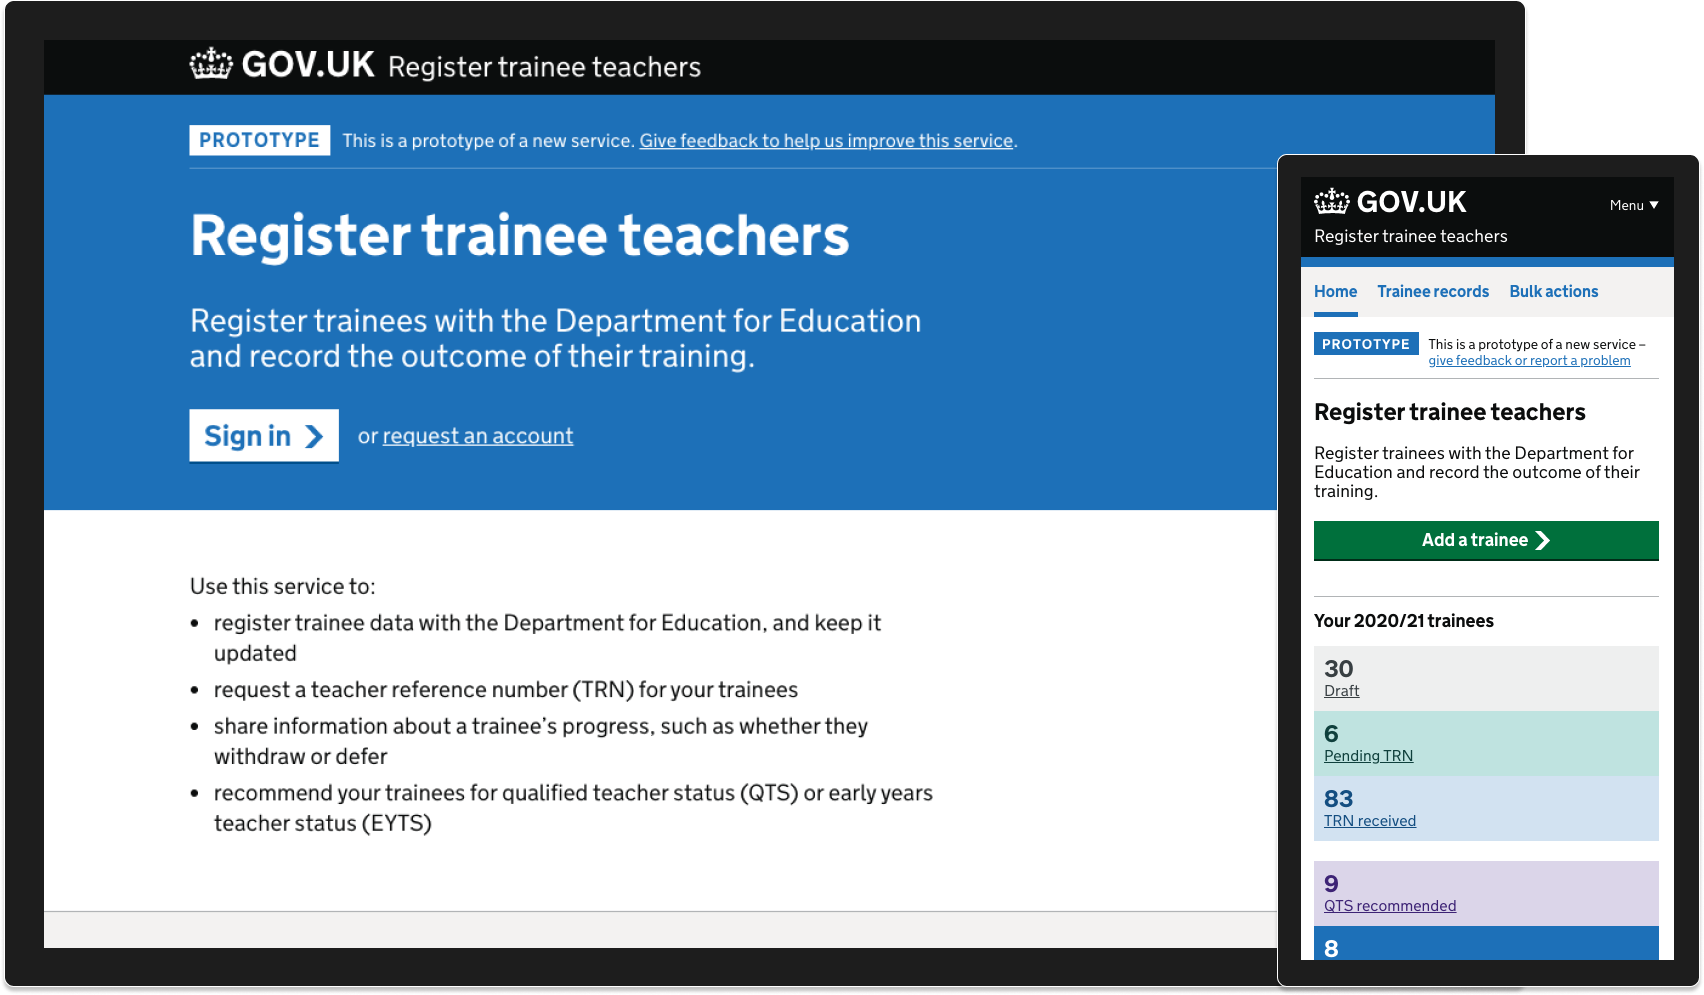 GOV.UK Register trainee teachers
PROTOTYPE This is a prototype of a new service. Give feedback to help us improve this service.
Register trainee teachers
Register trainees with the Department for Education
and record the outcome of their training.
Sign in or request an account
Use this service to:
• register trainee data with the Department for Education, and keep it
updated
• request a teacher reference number (TRN) for your trainees
• share information about a trainee’s progress, such as whether they
withdraw or defer
• recommend your trainees for qualified teacher status (QTS) or early years
teacher status (EYTS)
GOV.UK
Menu ▼
Register trainee teachers
Home Trainee records Bulk actions
PROTOTYPE This is a prototype of a new service –
give feedback or report a problem
Register trainee teachers
Register trainees with the Department for
Education and record the outcome of their
training.
Add a trainee
Your 2020/21 trainees
30
Draft
6
Pending TRN
83
TRN received
9
QTS recommended
8